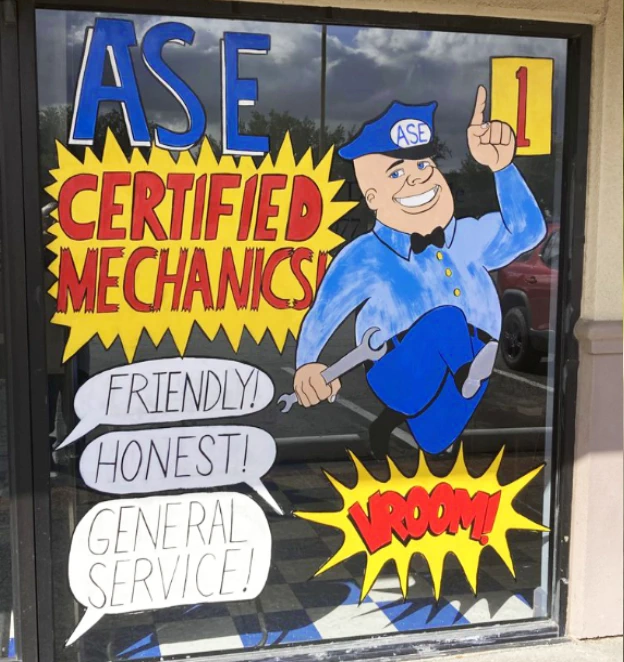 ASE
CERTIFIED
MECHANICS!
ASE
1
FRIENDLY!
HONEST!
GENERAL
SERVICE!
VROOM!